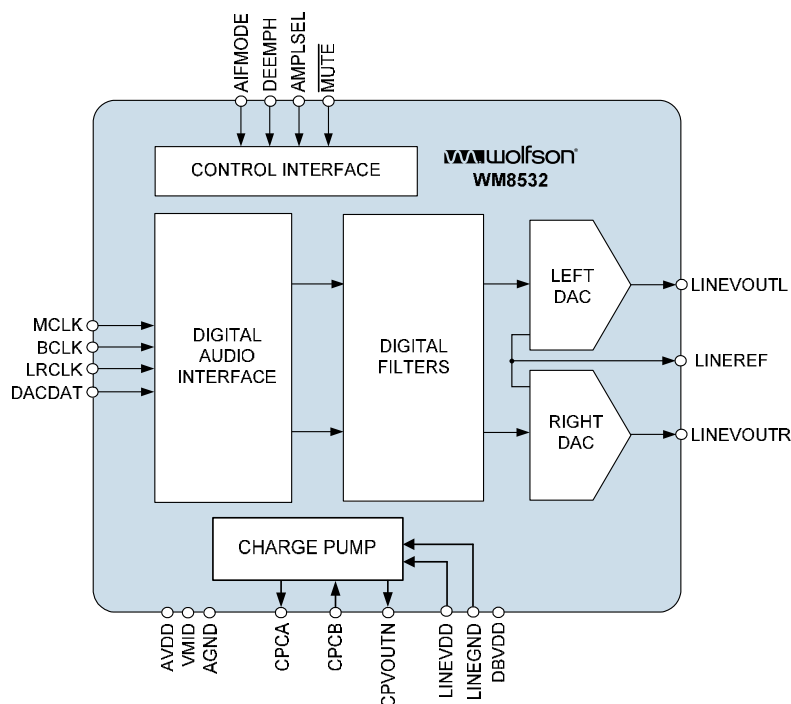 AIFMODE
DEEMPH
AMPLSEL
MUTE
CONTROL INTERFACE
wolfson®
WM8532
MCLK
BCLK
LRCLK
DACDAT
DIGITAL
AUDIO
INTERFACE
DIGITAL
FILTERS
LEFT
DAC
RIGHT
DAC
LINEVOUTL
LINEREF
LINEVOUTR
CHARGE PUMP
AVDD
VMID
AGND
CPCA
CPCB
CPVOUTN
LINEVDD
LINEGND
DBVDD